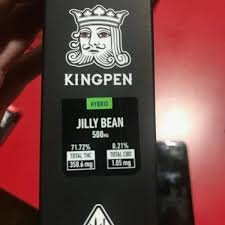 KINGPEN
HYBRID
JILLY BEAN
500MG
71.72% 0.21%
TOTAL THC TOTAL CBD
358.6 mg 1.05 mg